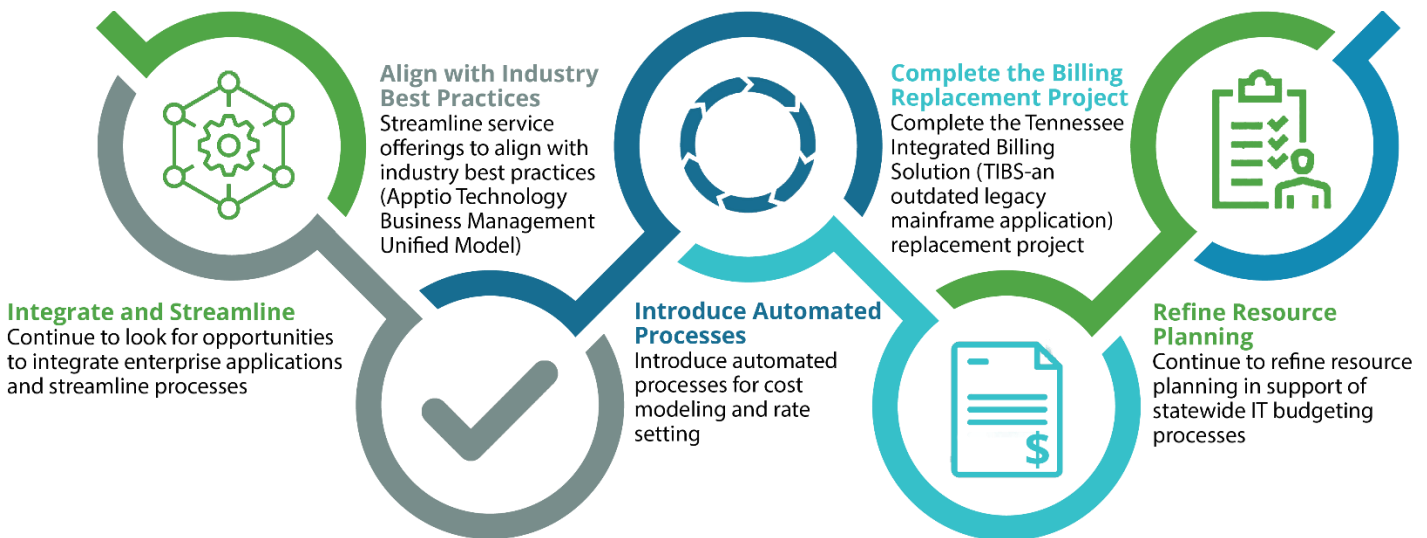 Integrate and Streamline
Continue to look for opportunities
to integrate enterprise applications
and streamline processes
Align with Industry
Best Practices
Streamline service
offerings to align with
industry best practices
(Apptio Technology
Business Management
Unified Model)
Introduce Automated
Processes
Introduce automated
processes for cost
modeling and rate
setting
Complete the Billing
Replacement Project
Complete the Tennessee
Integrated Billing
Solution (TIBS-an
outdated legacy
mainframe application)
replacement project
$
Refine Resource
Planning
Continue to refine resource
planning in support of
statewide IT budgeting
processes